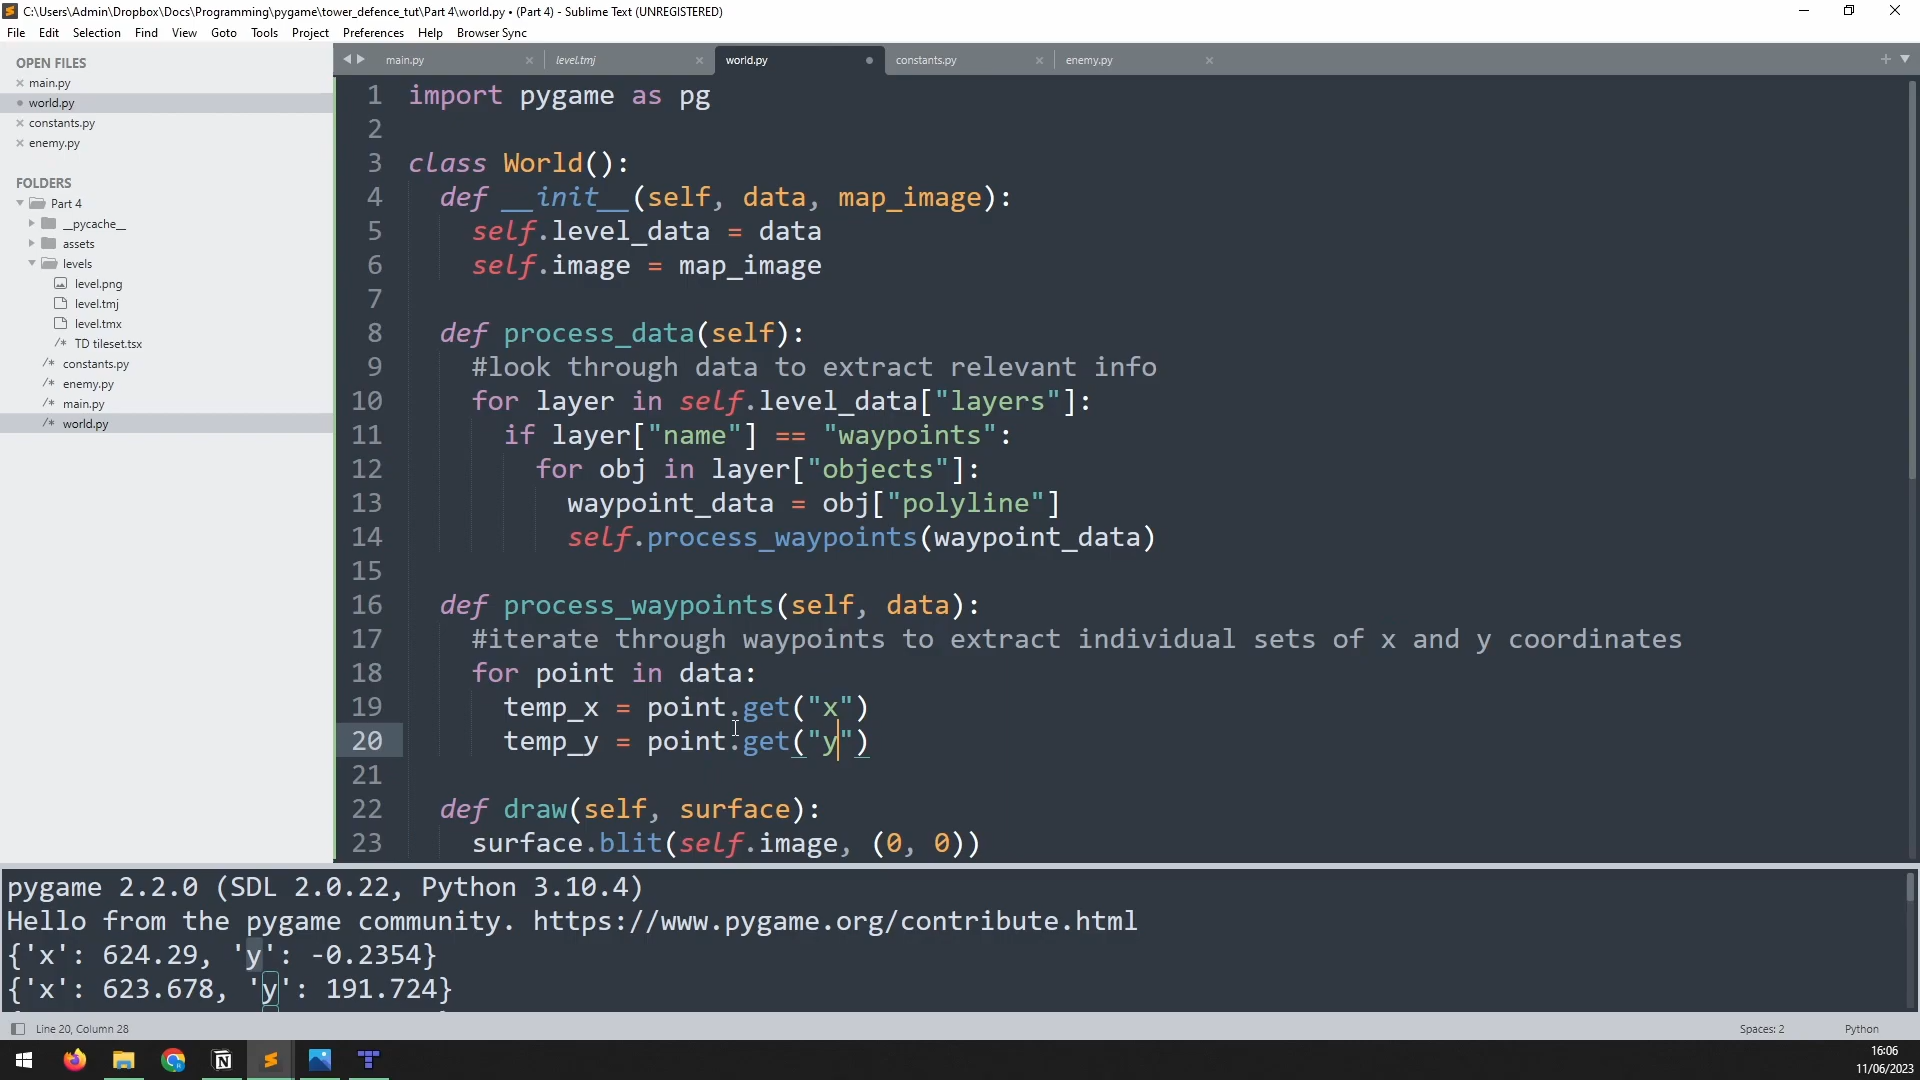 C:\Users\Admin\Dropbox\Docs\Programming\pygame\tower_defence_tut\Part 4\world.py • (Part 4) - Sublime Text (UNREGISTERED)
File Edit Selection Find View Goto Tools Project Preferences Help Browser Sync
OPEN FILES
main.py
world.py
constants.py
enemy.py
FOLDERS
Part 4
__pycache__
assets
levels
level.png
level.tmj
level.tmx
/* TD tileset.tsx
/* constants.py
/* enemy.py
/* main.py
/* world.py
main.py level.tmj world.py constants.py enemy.py
1 import pygame as pg
2
3 class World():
4   def __init__(self, data, map_image):
5     self.level_data = data
6     self.image = map_image
7
8   def process_data(self):
9     #look through data to extract relevant info
10     for layer in self.level_data["layers"]:
11       if layer["name"] == "waypoints":
12         for obj in layer["objects"]:
13           waypoint_data = obj["polyline"]
14           self.process_waypoints(waypoint_data)
15
16   def process_waypoints(self, data):
17     #iterate through waypoints to extract individual sets of x and y coordinates
18     for point in data:
19       temp_x = point.get("x")
20       temp_y = point.get("y")
21
22   def draw(self, surface):
23     surface.blit(self.image, (0, 0))
pygame 2.2.0 (SDL 2.0.22, Python 3.10.4)
Hello from the pygame community. https://www.pygame.org/contribute.html
{'x': 624.29, 'y': -0.2354}
{'x': 623.678, 'y': 191.724}
Line 20, Column 28 Spaces: 2 Python
16:06
11/06/2023